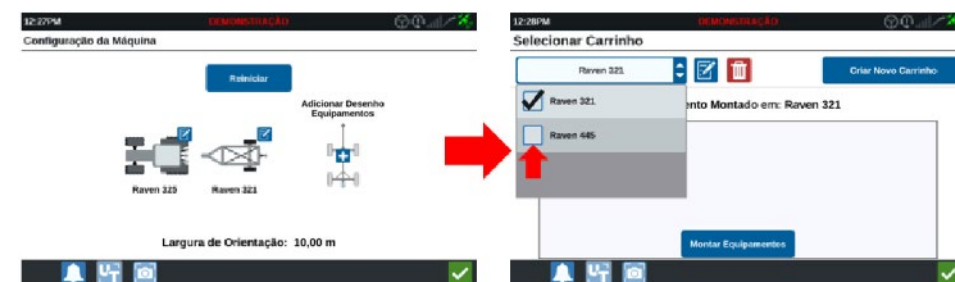 12:27PM DEMONSTRAÇÃO
Configuração da Máquina
Reiniciar
Adicionar Desenho
Equipamentos
Raven 325 Raven 321
Largura de Orientação: 10,00 m
UT
12:28PM DEMONSTRAÇÃO
Selecionar Carrinho
Raven 321 Criar Novo Carrinho
Raven 321 ento Montado em: Raven 321
Raven 445
Montar Equipamentos
UT